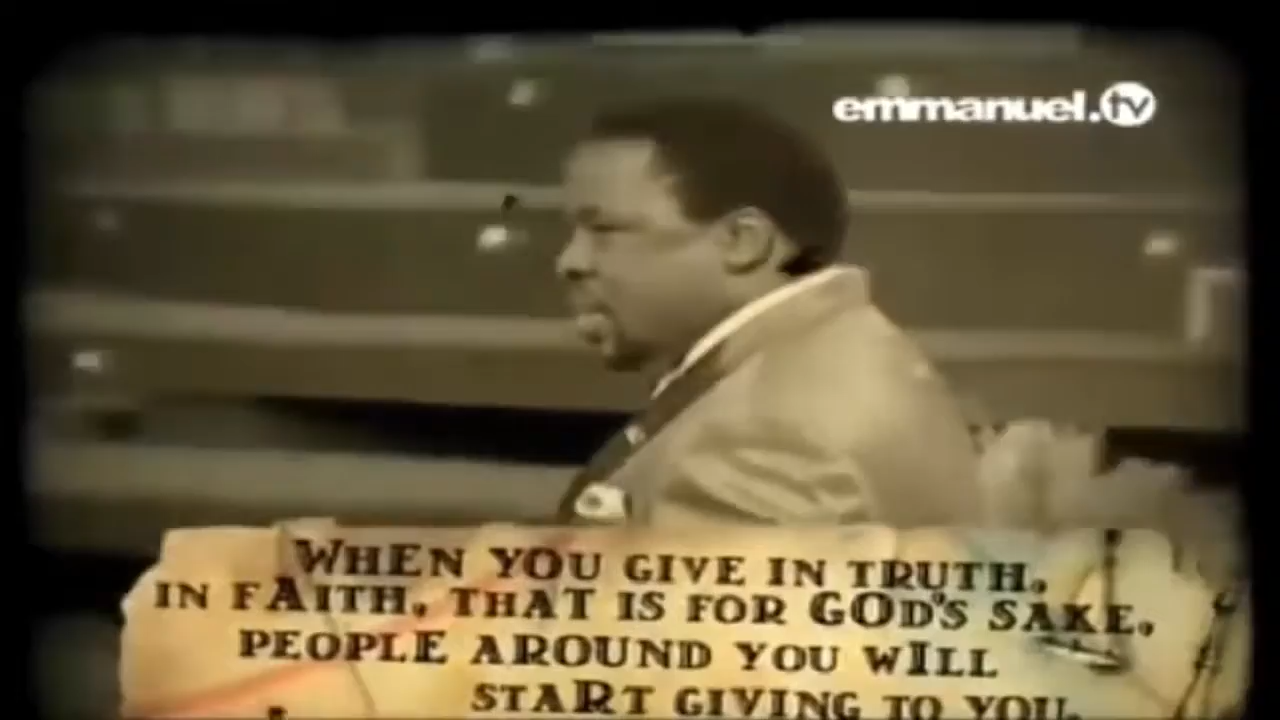 emmanuel.tv
WHEN YOU GIVE IN TRUTH,
IN FAITH, THAT IS FOR GOD'S SAKE,
PEOPLE AROUND YOU WILL
START GIVING TO YOU.